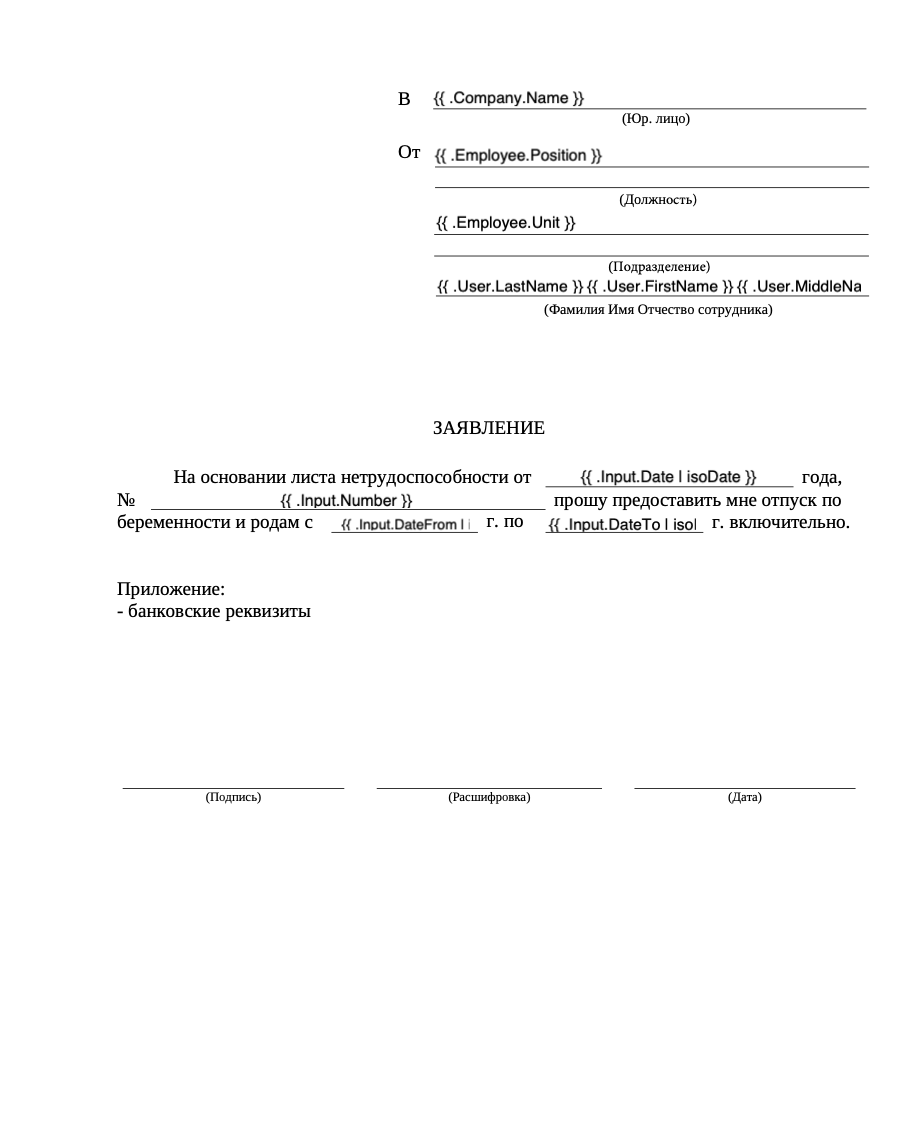 В {{ .Company.Name }}
(Юр. лицо)
От {{ .Employee.Position }}
(Должность)
{{ .Employee.Unit }}
(Подразделение)
{{ .User.LastName }} {{ .User.FirstName }} {{ .User.MiddleNa
(Фамилия Имя Отчество сотрудника)
ЗАЯВЛЕНИЕ
На основании листа нетрудоспособности от {{ .Input.Date | isoDate }} года,
№ {{ .Input.Number }} прошу предоставить мне отпуск по
беременности и родам с {{ .Input.DateFrom | i г. по {{ .Input.DateTo | isoI г. включительно.
Приложение:
- банковские реквизиты
(Подпись) (Расшифровка) (Дата)